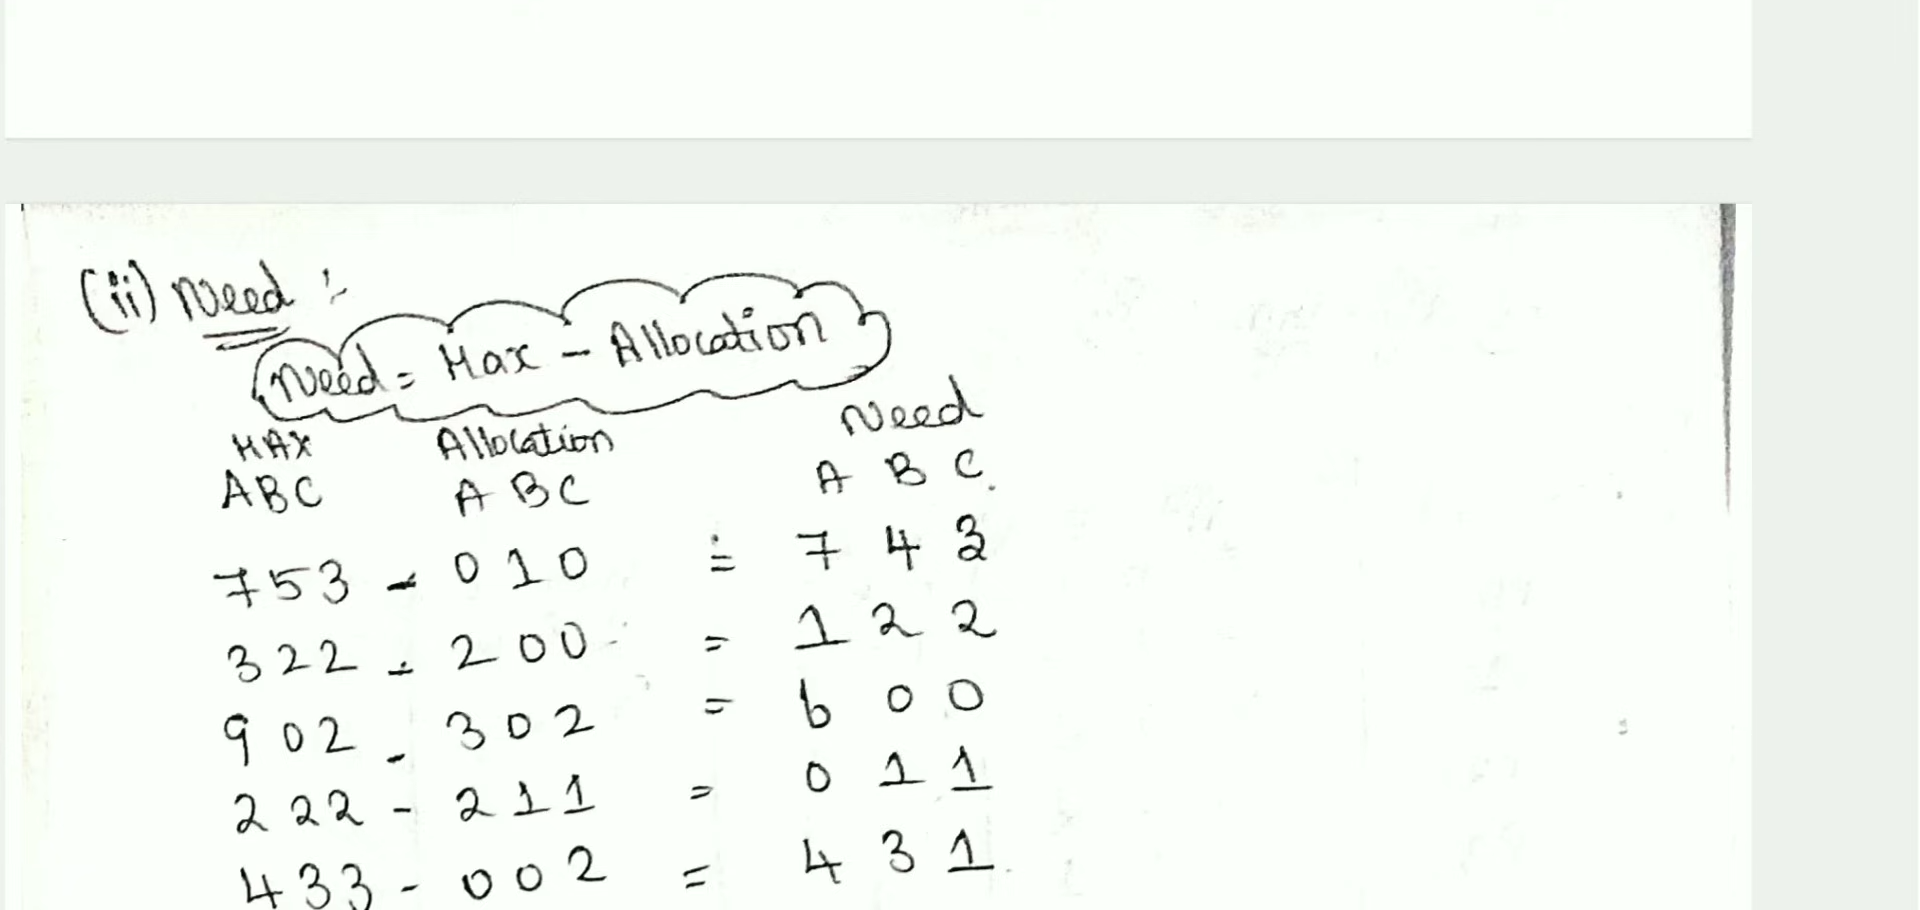 (ii) Need :-
Need = Max - Allocation
MAX Allocation Need
ABC A BC A B C.
753 - 010 = 7 4 3
322 - 200 = 1 2 2
902 - 302 = 6 0 0
222 - 211 = 0 1 1
433 - 002 = 4 3 1